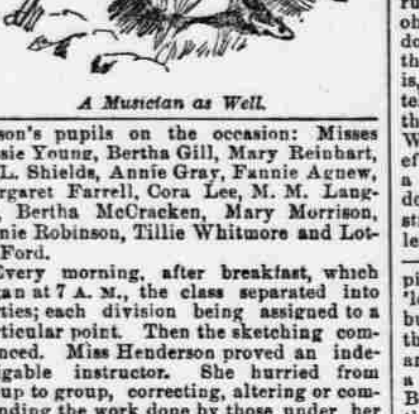 A Musician as Well.
son's pupils on the occasion: Misses
sie Young, Bertha Gill, Mary Reinhart,
L. Shields, Annie Gray, Fannie Agnew,
rgaret Farrell, Cora Lee, M. M. Lang-
, Bertha McCracken, Mary Morrison,
nie Robinson, Tillie Whitmore and Lot-
Ford.
Every morning, after breakfast, which
an at 7 A. M., the class separated into
rties; each division being assigned to a
rticular point. Then the sketching com-
nced. Miss Henderson proved an inde-
igable instructor. She hurried from
up to group, correcting, altering or com-
nding the work done by those under her